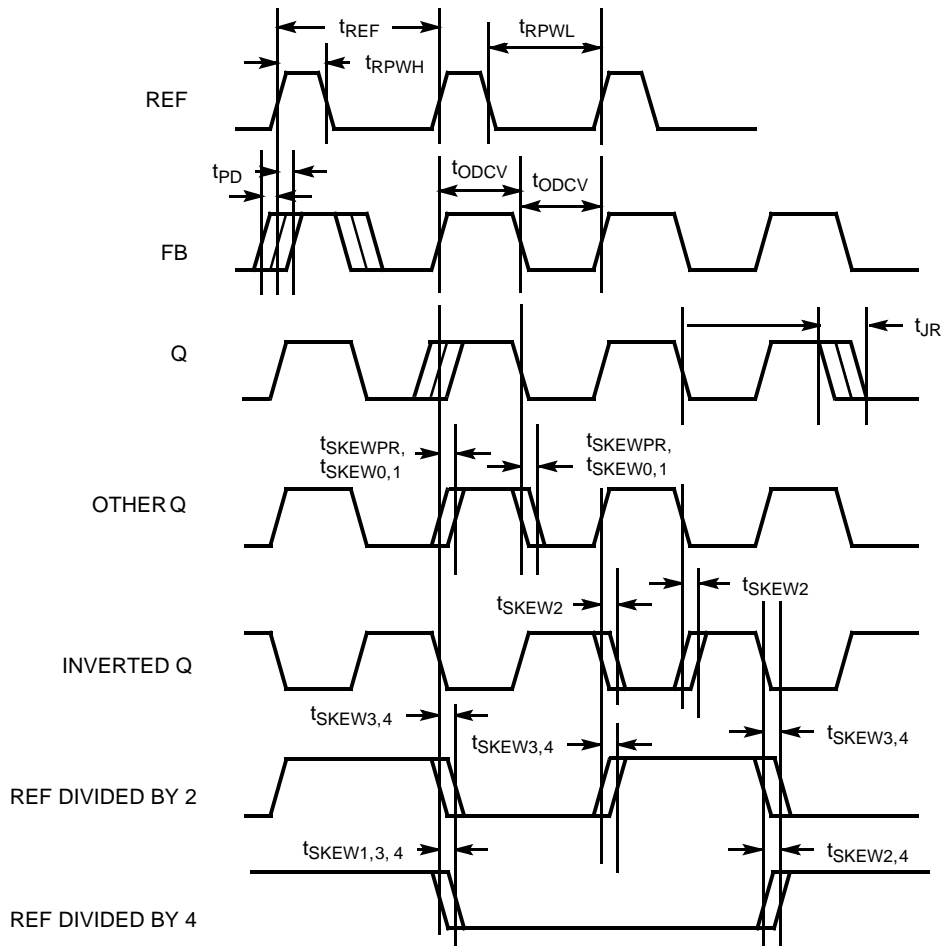 tREF
tRPWL
tRPWH
REF
tPD
tODCV
tODCV
FB
tJR
Q
tSKEWPR,
tSKEW0,1
tSKEWPR,
tSKEW0,1
OTHER Q
tSKEW2
tSKEW2
INVERTED Q
tSKEW3,4
tSKEW3,4
tSKEW3,4
REF DIVIDED BY 2
tSKEW1,3, 4
tSKEW2,4
REF DIVIDED BY 4